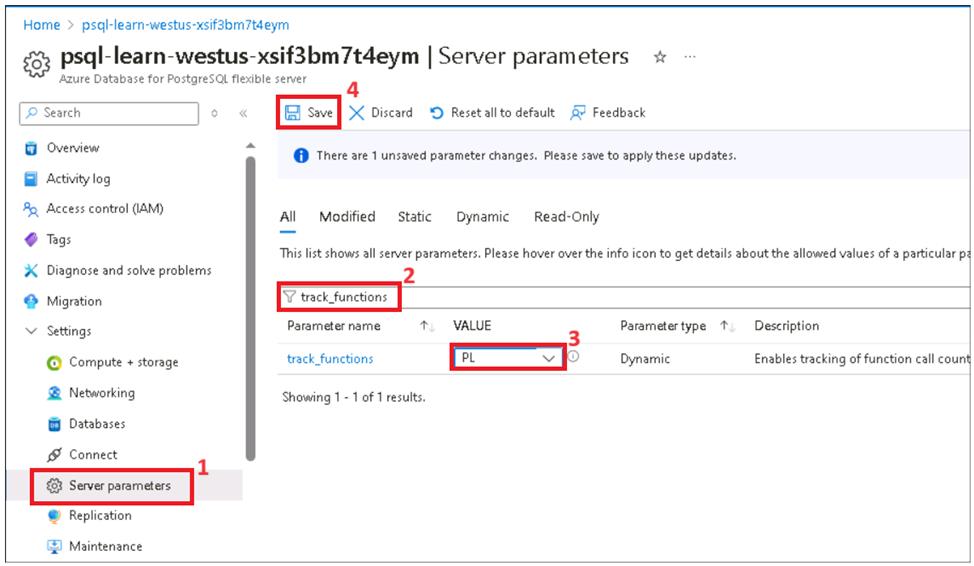 Home > psql-learn-westus-xsif3bm7t4eym
psql-learn-westus-xsif3bm7t4eym | Server parameters ☆ ...
Azure Database for PostgreSQL flexible server
Search
«
Save
4
Discard
Reset all to default
Feedback
There are 1 unsaved parameter changes. Please save to apply these updates.
Overview
Activity log
Access control (IAM)
Tags
Diagnose and solve problems
Migration
Settings
Compute + storage
Networking
Databases
Connect
Server parameters
1
Replication
Maintenance
All Modified Static Dynamic Read-Only
This list shows all server parameters. Please hover over the info icon to get details about the allowed values of a particular pa
track_functions
2
Parameter name ↑↓ VALUE Parameter type ↑↓ Description
track_functions PL Dynamic Enables tracking of function call count
3
Showing 1 - 1 of 1 results.